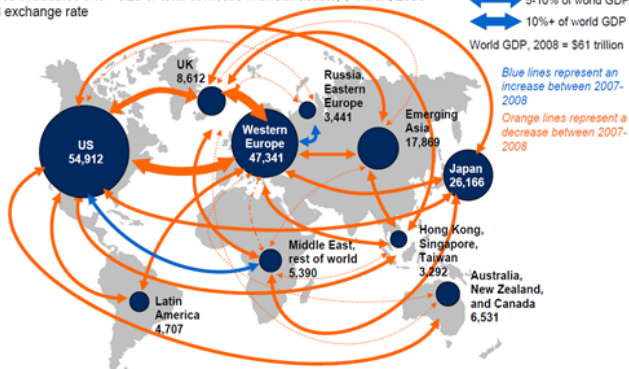 exchange rate
5-10% of world GDP
10%+ of world GDP
World GDP, 2008 = $61 trillion
Blue lines represent an
increase between 2007-
2008
Orange lines represent a
decrease between 2007-
2008
UK
8,612
Russia,
Eastern
Europe
3,441
Emerging
Asia
17,869
US
54,912
Western
Europe
47,341
Japan
26,166
Hong Kong,
Singapore,
Taiwan
3,292
Middle East,
rest of world
5,390
Australia,
New Zealand,
and Canada
6,531
Latin
America
4,707